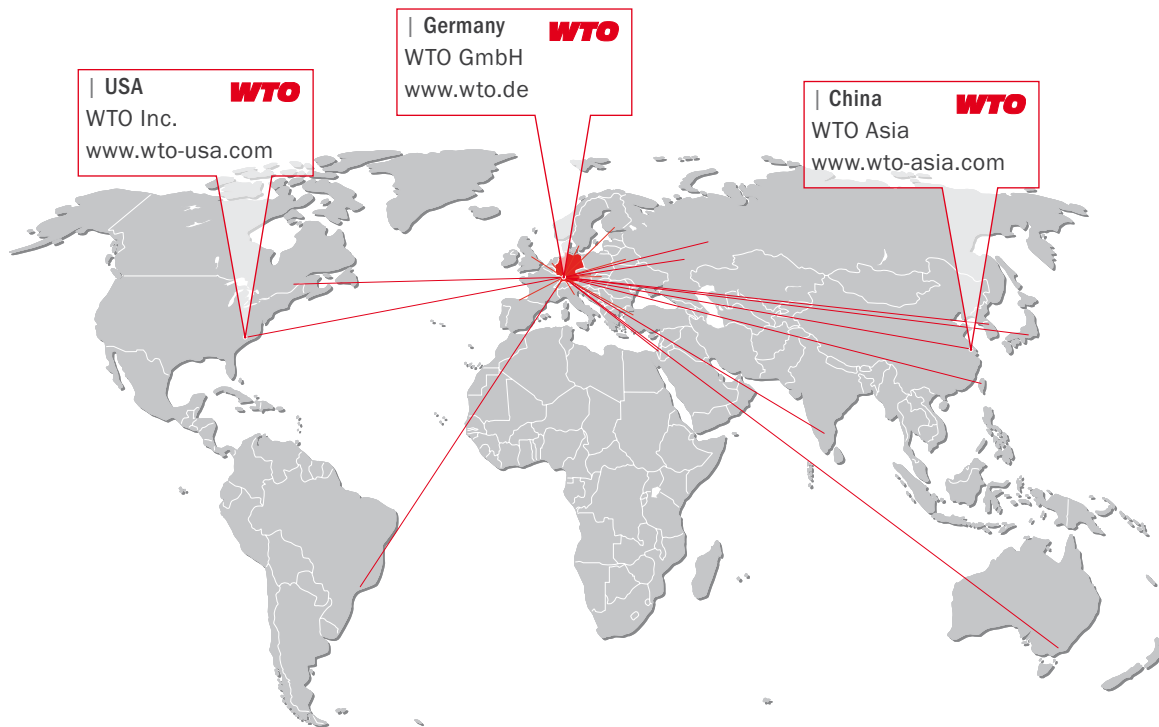 | USA WTO
WTO Inc.
www.wto-usa.com
| Germany WTO
WTO GmbH
www.wto.de
| China WTO
WTO Asia
www.wto-asia.com